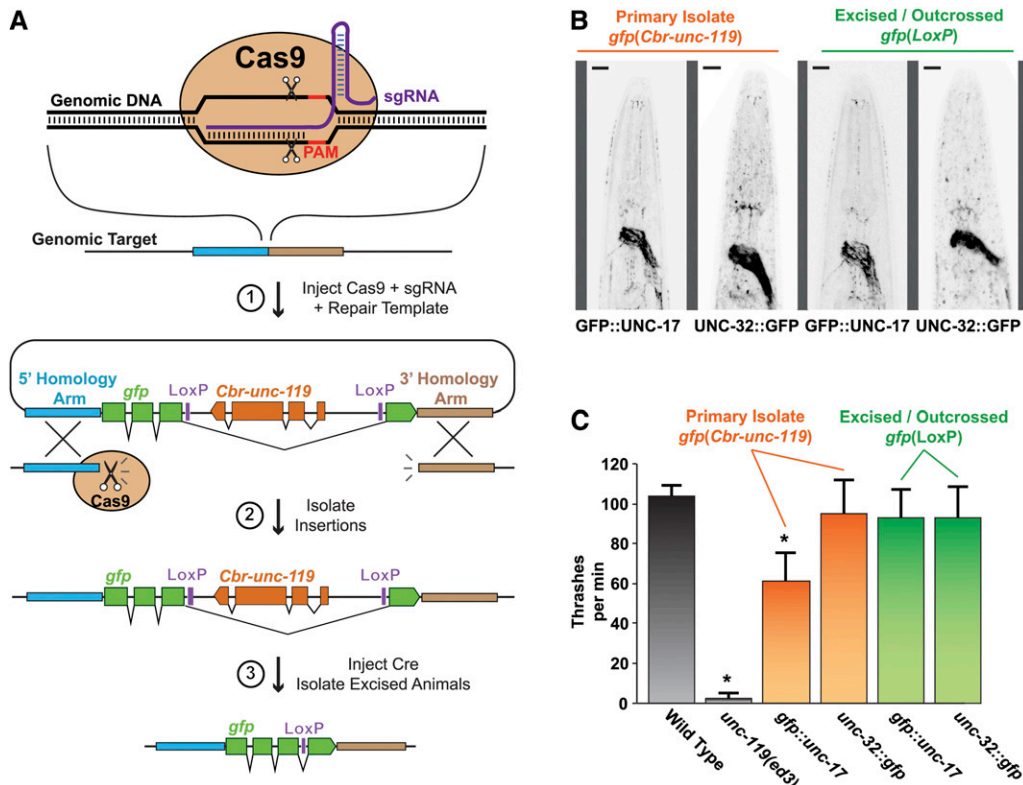 A
Cas9
Genomic DNA
sgRNA
PAM
Genomic Target
1
Inject Cas9 + sgRNA
+ Repair Template
5' Homology
Arm
gfp
LoxP
Cbr-unc-119
LoxP
3' Homology
Arm
Cas9
2
Isolate
Insertions
gfp
LoxP
Cbr-unc-119
LoxP
3
Inject Cre
Isolate Excised Animals
gfp
LoxP
B
Primary Isolate
gfp(Cbr-unc-119)
Excised / Outcrossed
gfp(LoxP)
GFP::UNC-17
UNC-32::GFP
GFP::UNC-17
UNC-32::GFP
C
Primary Isolate
gfp(Cbr-unc-119)
Excised / Outcrossed
gfp(LoxP)
Thrashes
per min
120
100
80
60
40
20
0
*
*
Wild Type
unc-119(ed3)
gfp::unc-17
unc-32::gfp
gfp::unc-17
unc-32::gfp